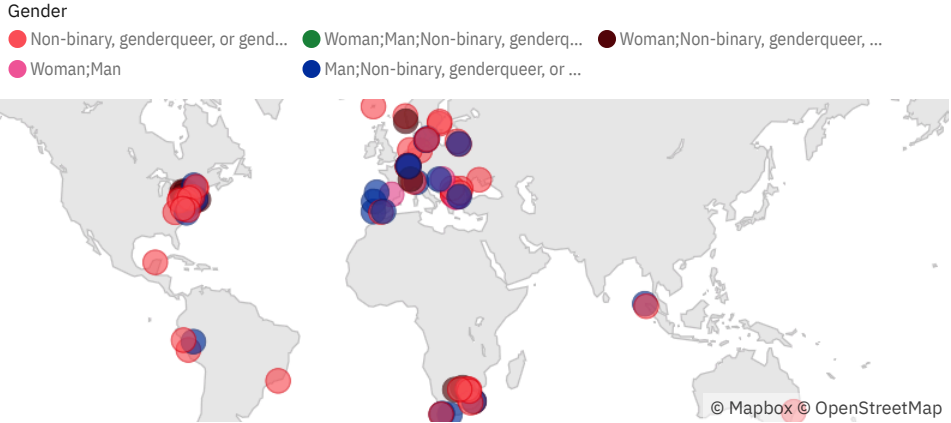 Gender
Non-binary, genderqueer, or gend... Woman;Man;Non-binary, genderq... Woman;Non-binary, genderqueer, ...
Woman;Man Man;Non-binary, genderqueer, or ...
© Mapbox © OpenStreetMap